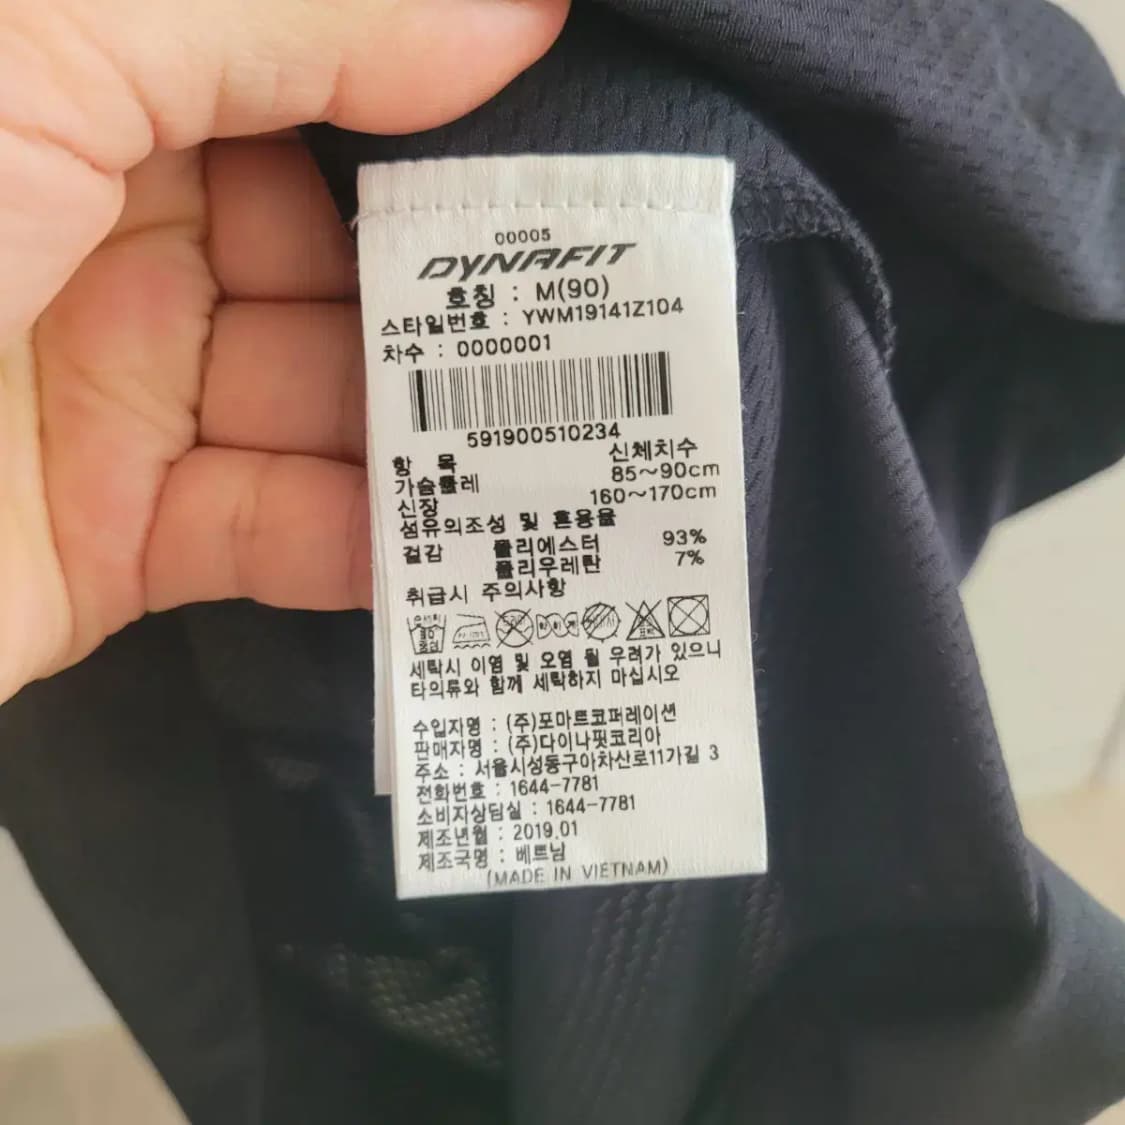 00005
DYNAFIT
호칭 : M(90)
스타일번호 : YWM19141Z104
차수 : 0000001
591900510234
항 목 신체치수
가슴둘레 85~90cm
신장 160~170cm
섬유의조성 및 혼용율
겉감 폴리에스터 93%
폴리우레탄 7%
취급시 주의사항
세탁시 이염 및 오염 될 우려가 있으니
타의류와 함께 세탁하지 마십시오
수입자명 : (주)포마트코퍼레이션
판매자명 : (주)다이나핏코리아
주소 : 서울시성동구아차산로11가길 3
전화번호 : 1644-7781
소비자상담실 : 1644-7781
제조년월 : 2019.01
제조국명 : 베트남
(MADE IN VIETNAM)